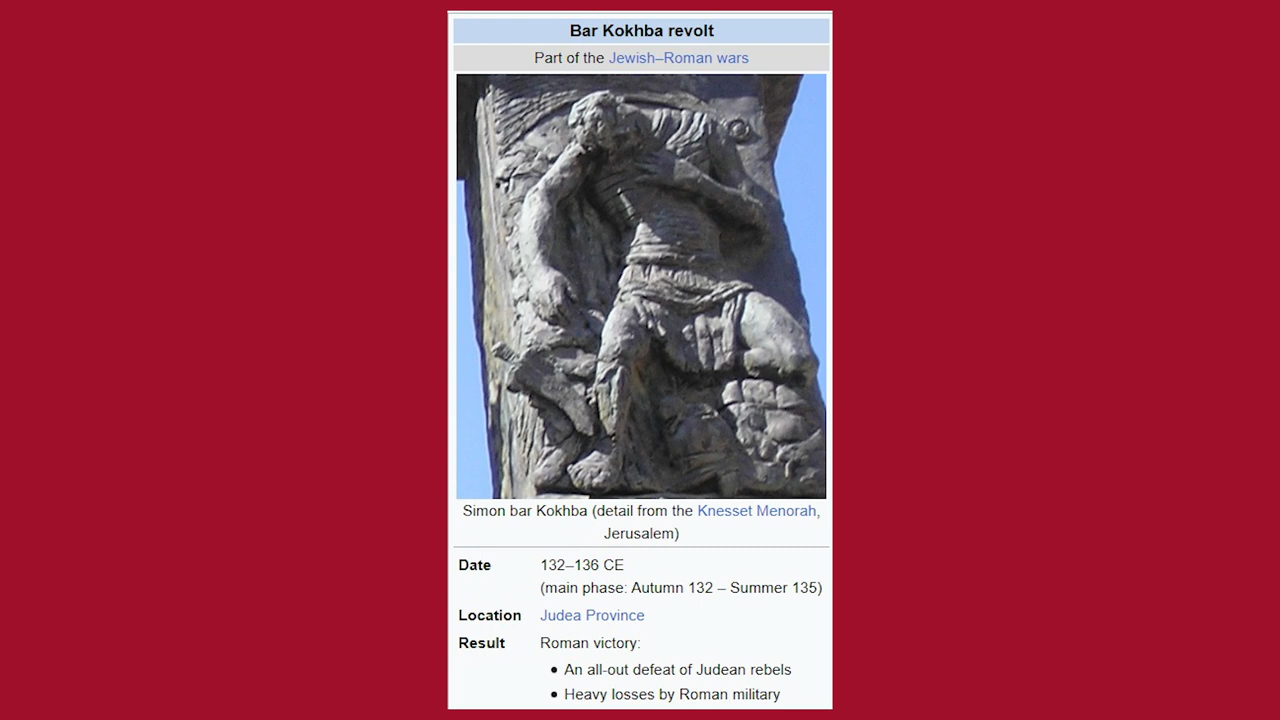 Bar Kokhba revolt
Part of the Jewish–Roman wars
Simon bar Kokhba (detail from the Knesset Menorah,
Jerusalem)
Date 132–136 CE
(main phase: Autumn 132 – Summer 135)
Location Judea Province
Result Roman victory:
• An all-out defeat of Judean rebels
• Heavy losses by Roman military